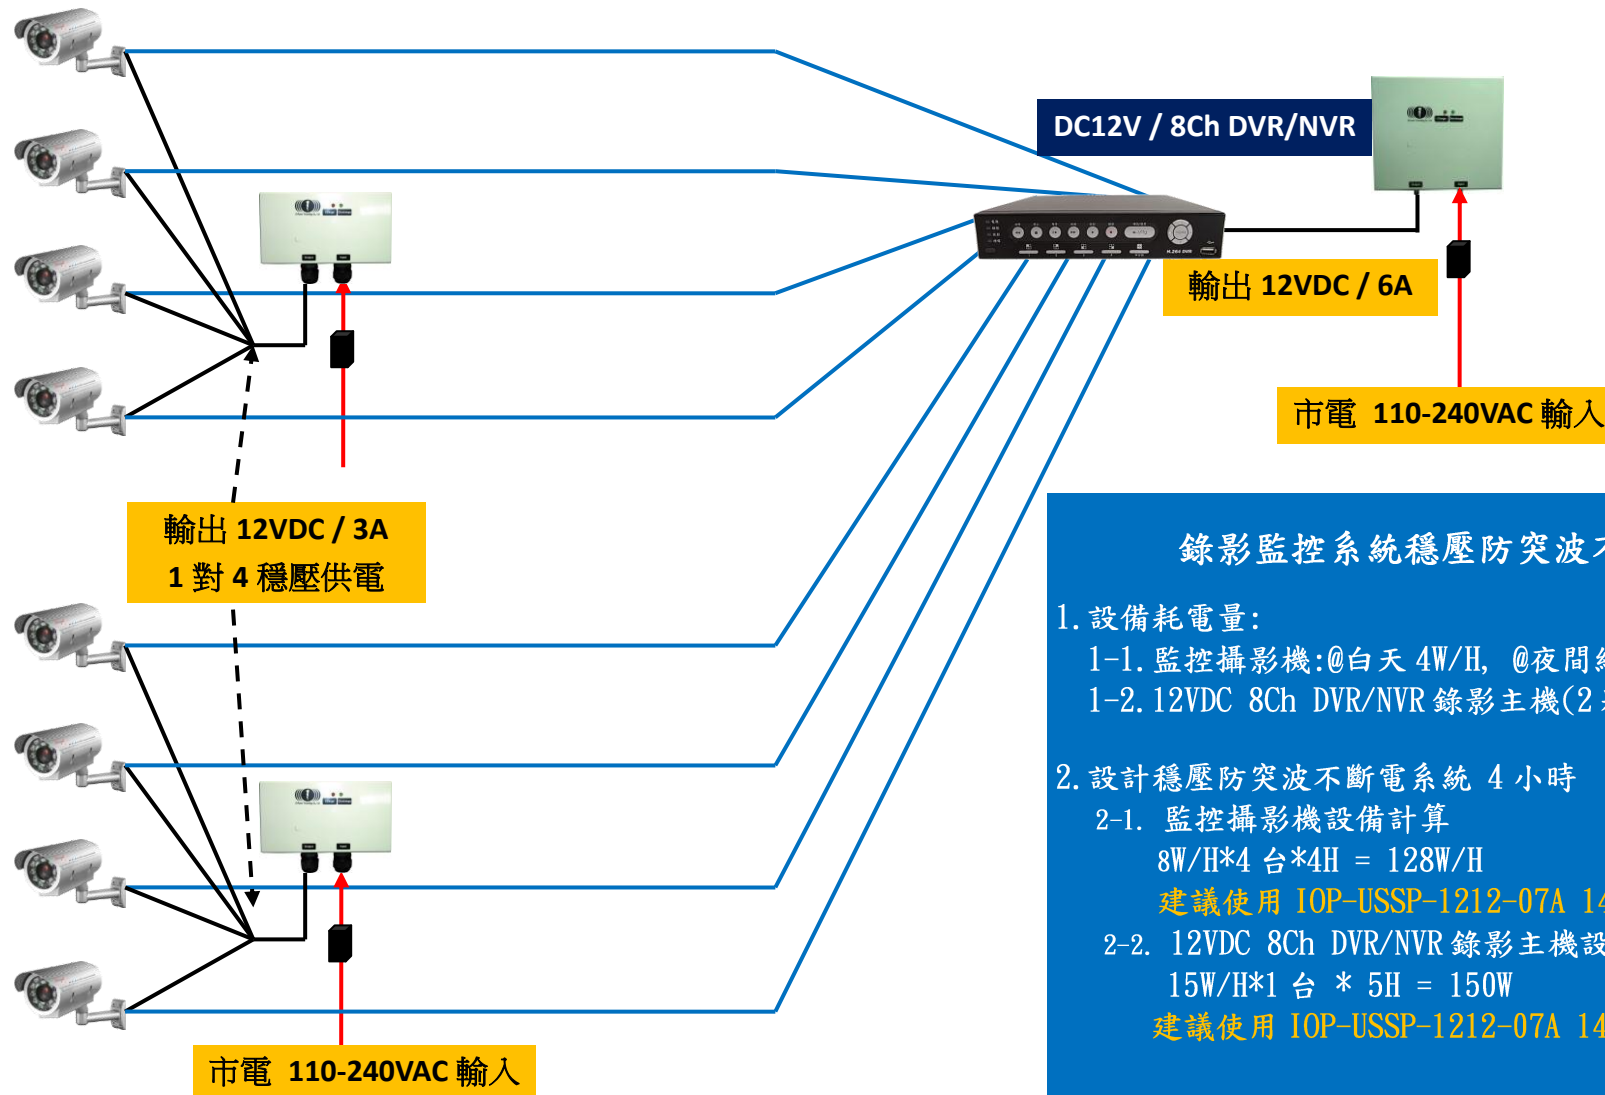 DC12V / 8Ch DVR/NVR
輸出 12VDC / 6A
市電 110-240VAC 輸入
輸出 12VDC / 3A
1 對 4 穩壓供電
市電 110-240VAC 輸入
錄影監控系統穩壓防突波不
1.設備耗電量:
1-1.監控攝影機:@白天 4W/H, @夜間
1-2.12VDC 8Ch DVR/NVR 錄影主機(2
2.設計穩壓防突波不斷電系統 4 小時
2-1. 監控攝影機設備計算
8W/H*4 台*4H = 128W/H
建議使用 IOP-USSP-1212-07A 14
2-2. 12VDC 8Ch DVR/NVR 錄影主機設
15W/H*1 台 * 5H = 150W
建議使用 IOP-USSP-1212-07A 14
H.264 DVR